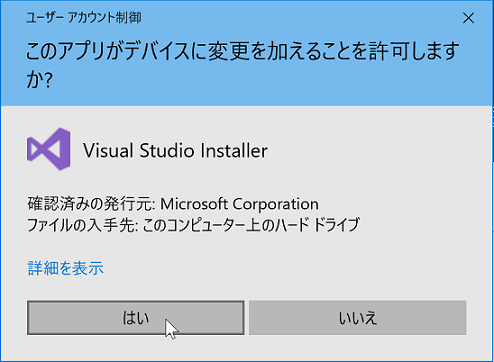 ユーザー アカウント制御
このアプリがデバイスに変更を加えることを許可します
か?
Visual Studio Installer
確認済みの発行元: Microsoft Corporation
ファイルの入手先: このコンピューター上のハード ドライブ
詳細を表示
はい
いいえ